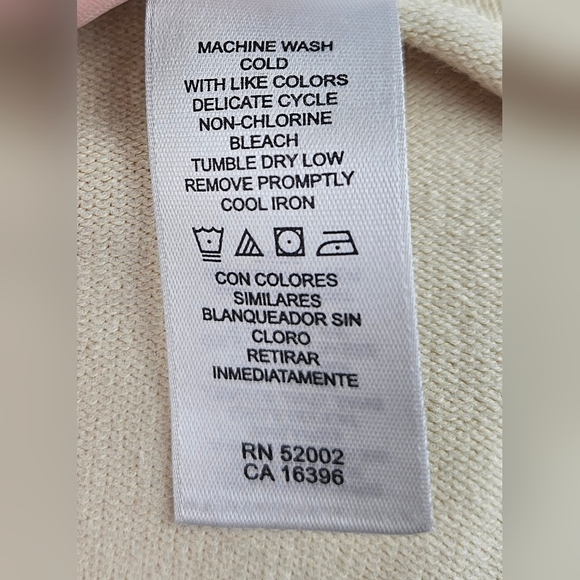 MACHINE WASH
COLD
WITH LIKE COLORS
DELICATE CYCLE
NON-CHLORINE
BLEACH
TUMBLE DRY LOW
REMOVE PROMPTLY
COOL IRON
CON COLORES
SIMILARES
BLANQUEADOR SIN
CLORO
RETIRAR
INMEDIATAMENTE
RN 52002
CA 16396